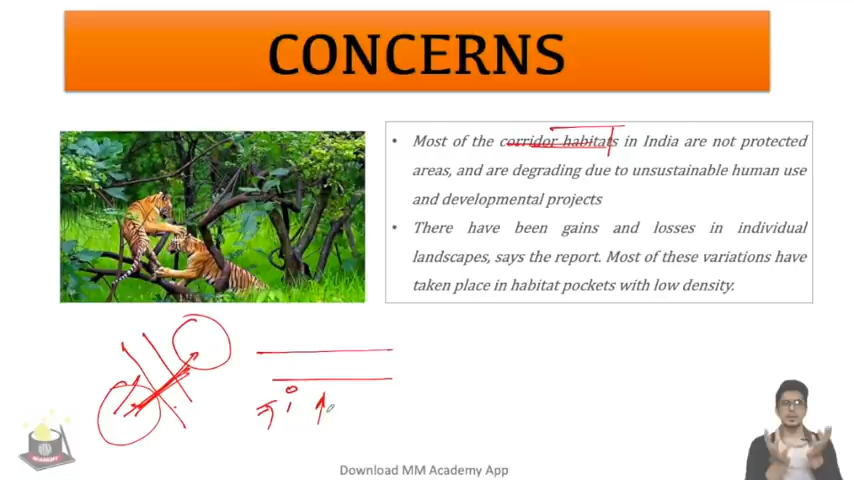 CONCERNS
• Most of the corridor habitats in India are not protected
areas, and are degrading due to unsustainable human use
and developmental projects
• There have been gains and losses in individual
landscapes, says the report. Most of these variations have
taken place in habitat pockets with low density.
ACADEMY
Download MM Academy App